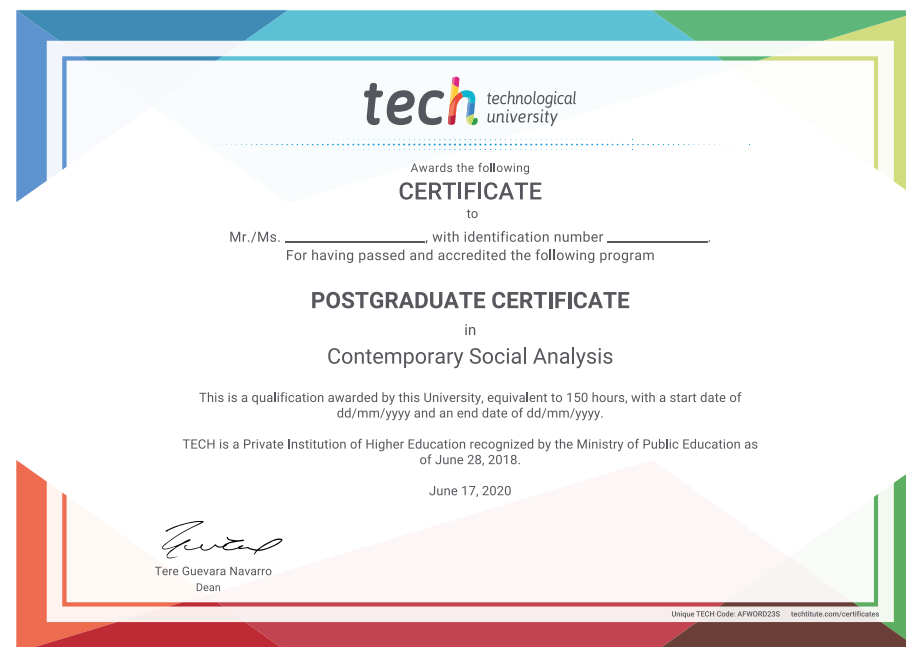 tech technological
university
Awards the following
CERTIFICATE
to
Mr./Ms. ____________________, with identification number ______________.
For having passed and accredited the following program
POSTGRADUATE CERTIFICATE
in
Contemporary Social Analysis
This is a qualification awarded by this University, equivalent to 150 hours, with a start date of
dd/mm/yyyy and an end date of dd/mm/yyyy.
TECH is a Private Institution of Higher Education recognized by the Ministry of Public Education as
of June 28, 2018.
June 17, 2020
Tere Guevara Navarro
Dean
Unique TECH Code: AFWORD23S techtitute.com/certificates